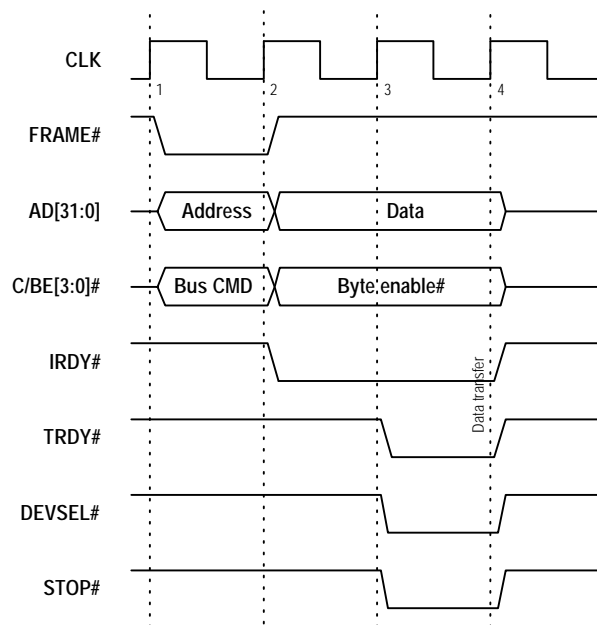 CLK
1 2 3 4
FRAME#
AD[31:0] Address Data
C/BE[3:0]# Bus CMD Byte enable#
IRDY#
Data transfer
TRDY#
DEVSEL#
STOP#